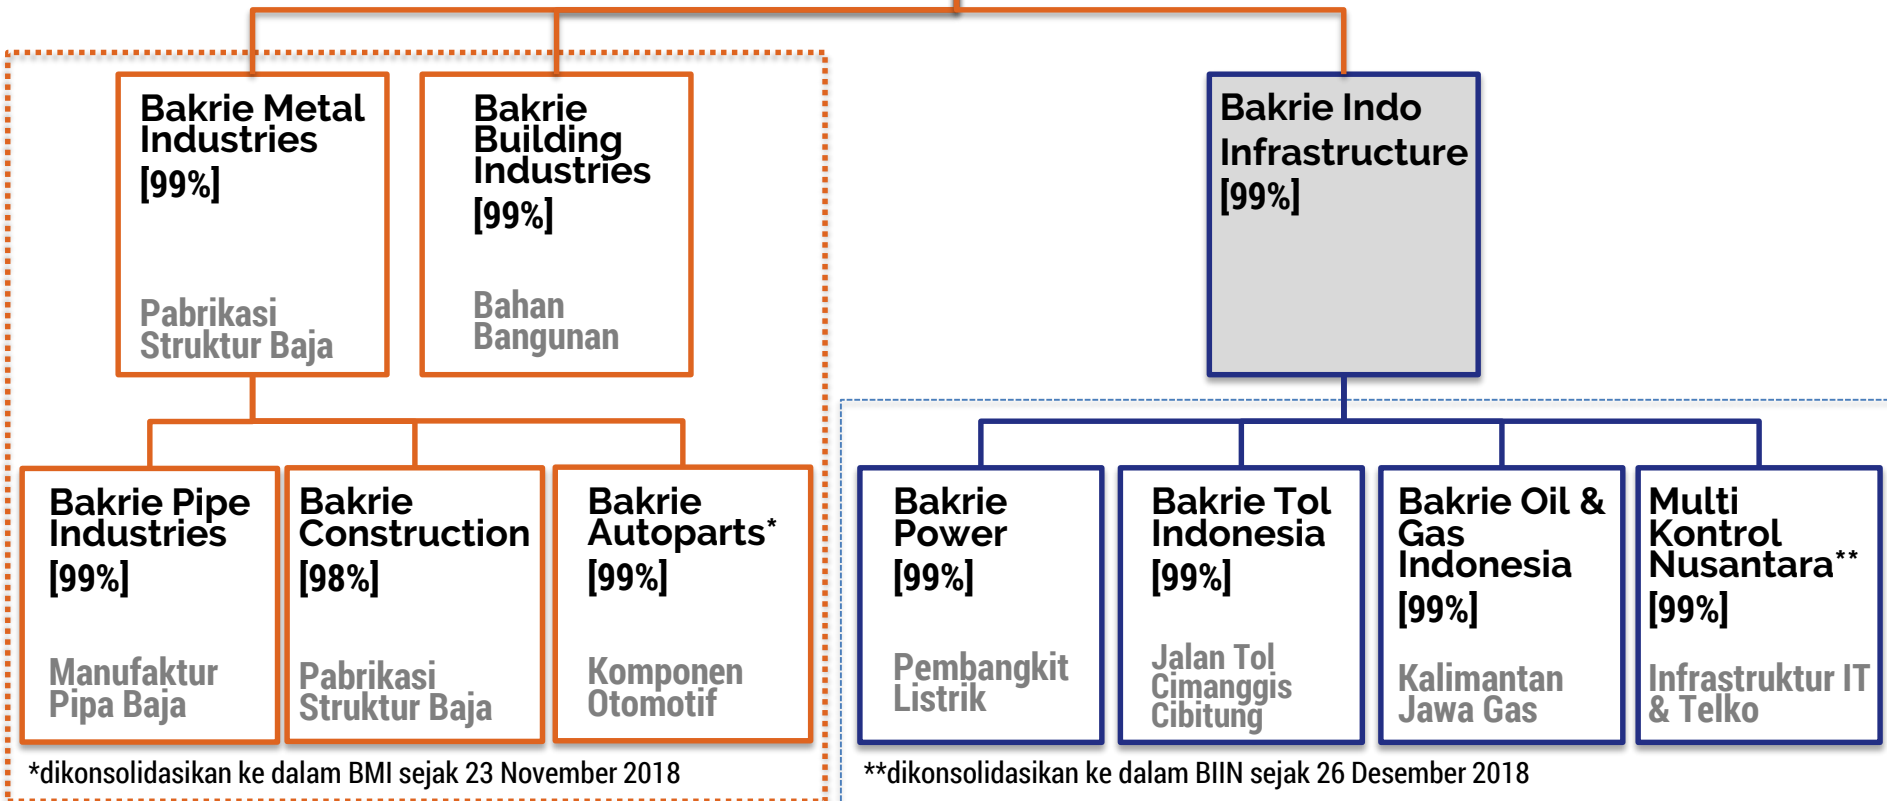 Bakrie Metal
Industries
[99%]
Pabrikasi
Struktur Baja
Bakrie
Building
Industries
[99%]
Bahan
Bangunan
Bakrie Indo
Infrastructure
[99%]
Bakrie Pipe
Industries
[99%]
Manufaktur
Pipa Baja
Bakrie
Construction
[98%]
Pabrikasi
Struktur Baja
Bakrie
Autoparts*
[99%]
Komponen
Otomotif
Bakrie
Power
[99%]
Pembangkit
Listrik
Bakrie Tol
Indonesia
[99%]
Jalan Tol
Cimanggis
Cibitung
Bakrie Oil &
Gas
Indonesia
[99%]
Kalimantan
Jawa Gas
Multi
Kontrol
Nusantara**
[99%]
Infrastruktur IT
& Telko
*dikonsolidasikan ke dalam BMI sejak 23 November 2018
**dikonsolidasikan ke dalam BIIN sejak 26 Desember 2018